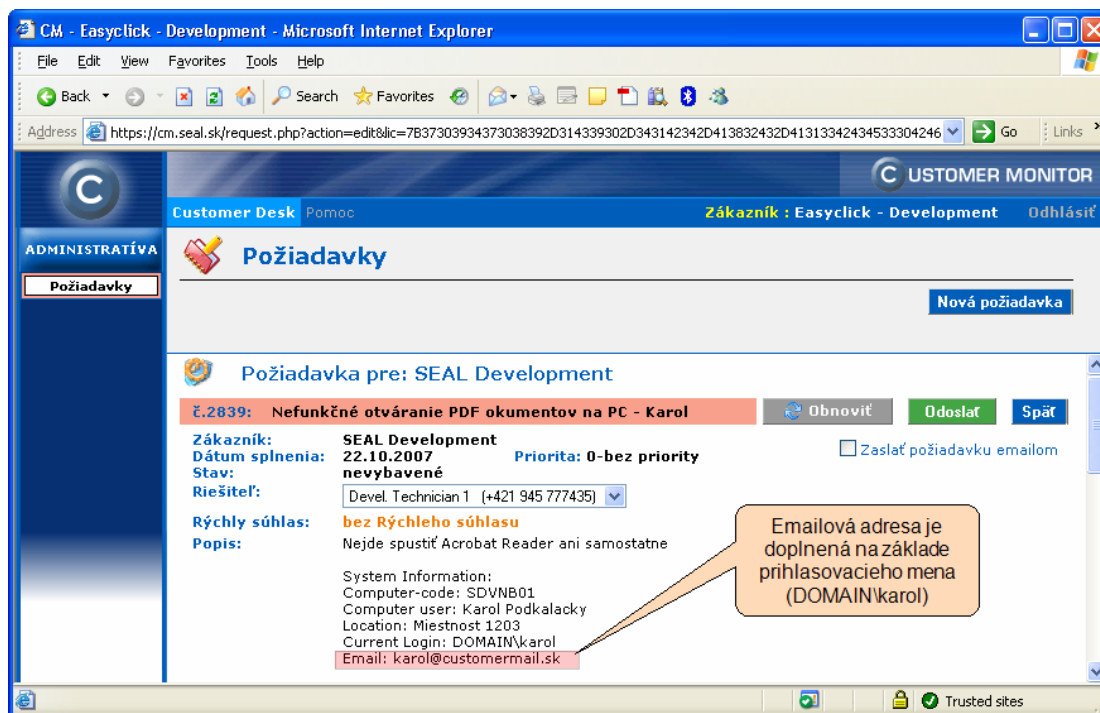 CM - Easyclick - Development - Microsoft Internet Explorer
File Edit View Favorites Tools Help
Back Search Favorites
Address https://cm.seal.sk/request.php?action=edit&lic=7B37303934373038392D314339302D343142342D413832432D413133424345333304246 Go Links
C
CUSTOMER MONITOR
Customer Desk Pomoc Zákazník : Easyclick - Development Odhlásiť
ADMINISTRATÍVA
Požiadavky
Požiadavky
Nová požiadavka
Požiadavka pre: SEAL Development
č.2839: Nefunkčné otváranie PDF okumentov na PC - Karol Obnoviť Odoslať Späť
Zákazník: SEAL Development
Zaslať požiadavku emailom
Dátum splnenia: 22.10.2007 Priorita: 0-bez priority
Stav: nevybavené
Riešiteľ: Devel. Technician 1 (+421 945 777435)
Rýchly súhlas: bez Rýchleho súhlasu
Popis: Nejde spustiť Acrobat Reader ani samostatne
Emailová adresa je
doplnená na základe
prihlasovacieho mena
(DOMAIN\karol)
System Information:
Computer-code: SDVNB01
Computer user: Karol Podkalacky
Location: Miestnost 1203
Current Login: DOMAIN\karol
Email: karol@customermail.sk
Trusted sites